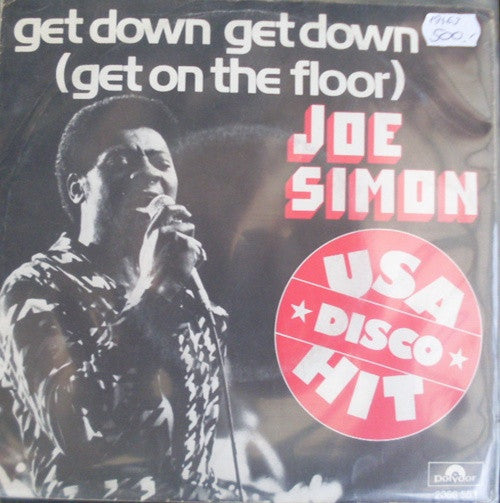 get down get down
(get on the floor)
500.-
JOE
SIMON
USA
DISCO
HIT
Polydor